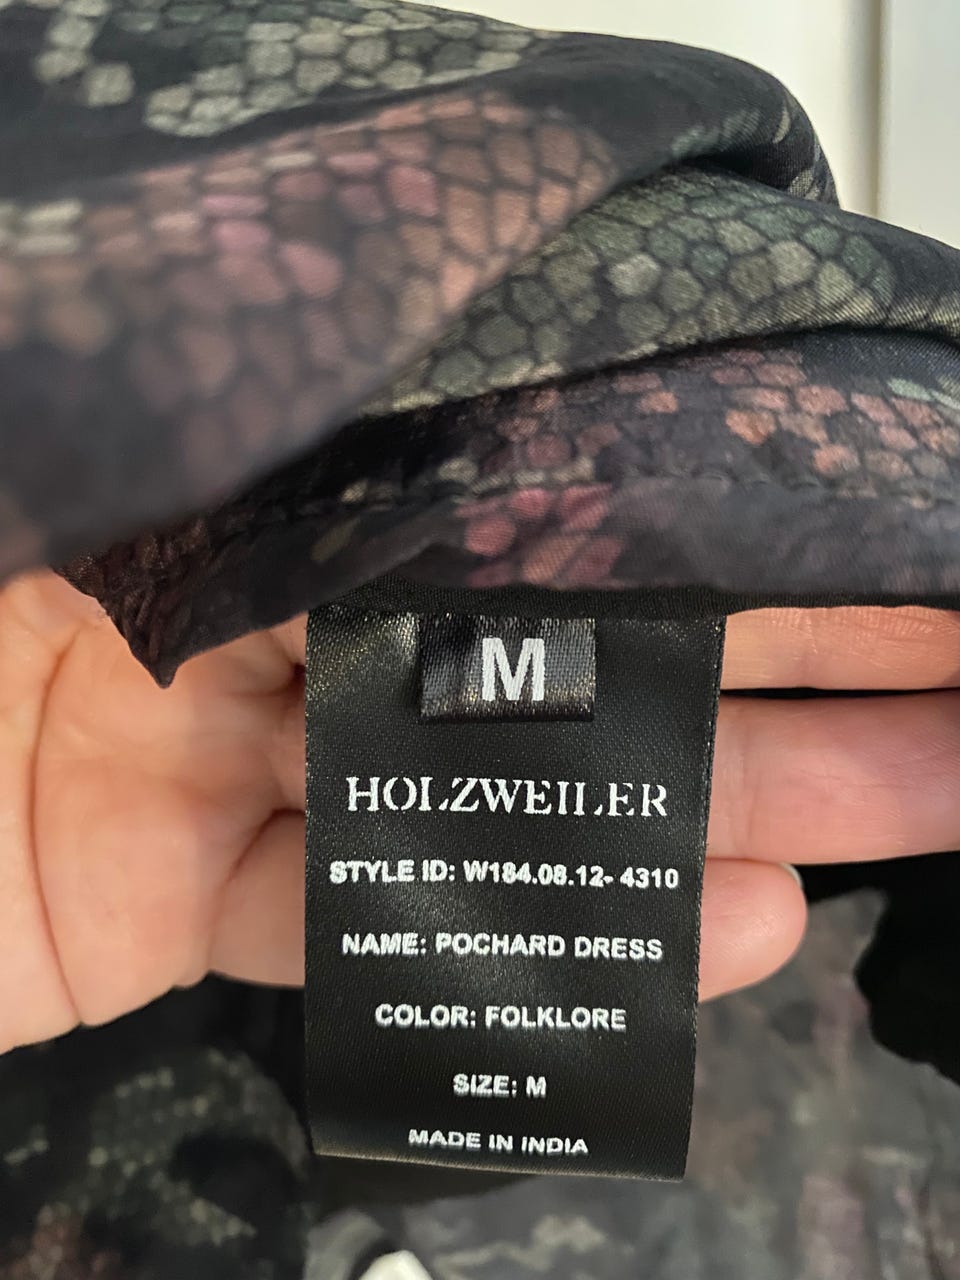 M
HOLZWEILER
STYLE ID: W184.08.12- 4310
NAME: POCHARD DRESS
COLOR: FOLKLORE
SIZE: M
MADE IN INDIA